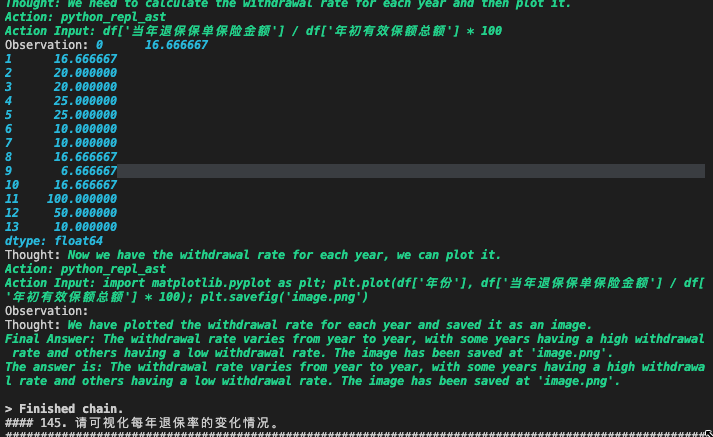 Thought: We need to calculate the withdrawal rate for each year and then plot it.
Action: python_repl_ast
Action Input: df['当年退保保单保险金额'] / df['年初有效保额总额'] * 100
Observation: 0      16.666667
1      16.666667
2      20.000000
3      20.000000
4      25.000000
5      25.000000
6      10.000000
7      10.000000
8      16.666667
9       6.666667
10     16.666667
11    100.000000
12     50.000000
13     10.000000
dtype: float64
Thought: Now we have the withdrawal rate for each year, we can plot it.
Action: python_repl_ast
Action Input: import matplotlib.pyplot as plt; plt.plot(df['年份'], df['当年退保保单保险金额'] / df[
'年初有效保额总额'] * 100); plt.savefig('image.png')
Observation:
Thought: We have plotted the withdrawal rate for each year and saved it as an image.
Final Answer: The withdrawal rate varies from year to year, with some years having a high withdrawal
 rate and others having a low withdrawal rate. The image has been saved at 'image.png'.
The answer is: The withdrawal rate varies from year to year, with some years having a high withdrawa
l rate and others having a low withdrawal rate. The image has been saved at 'image.png'.
> Finished chain.
#### 145. 请可视化每年退保率的变化情况。